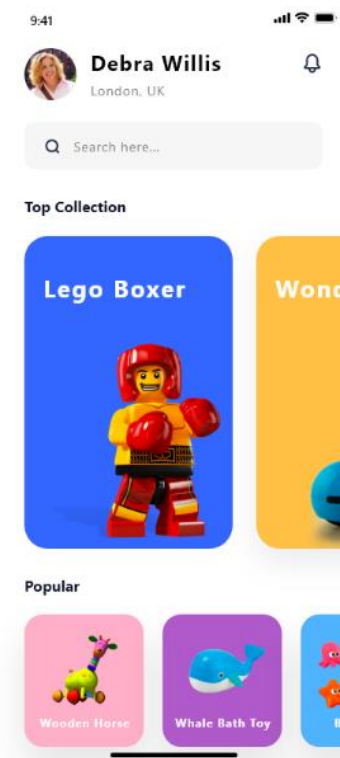 9:41
Debra Willis
London, UK
Search here...
Top Collection
Lego Boxer
Popular
Wooden Horse
Whale Bath Toy